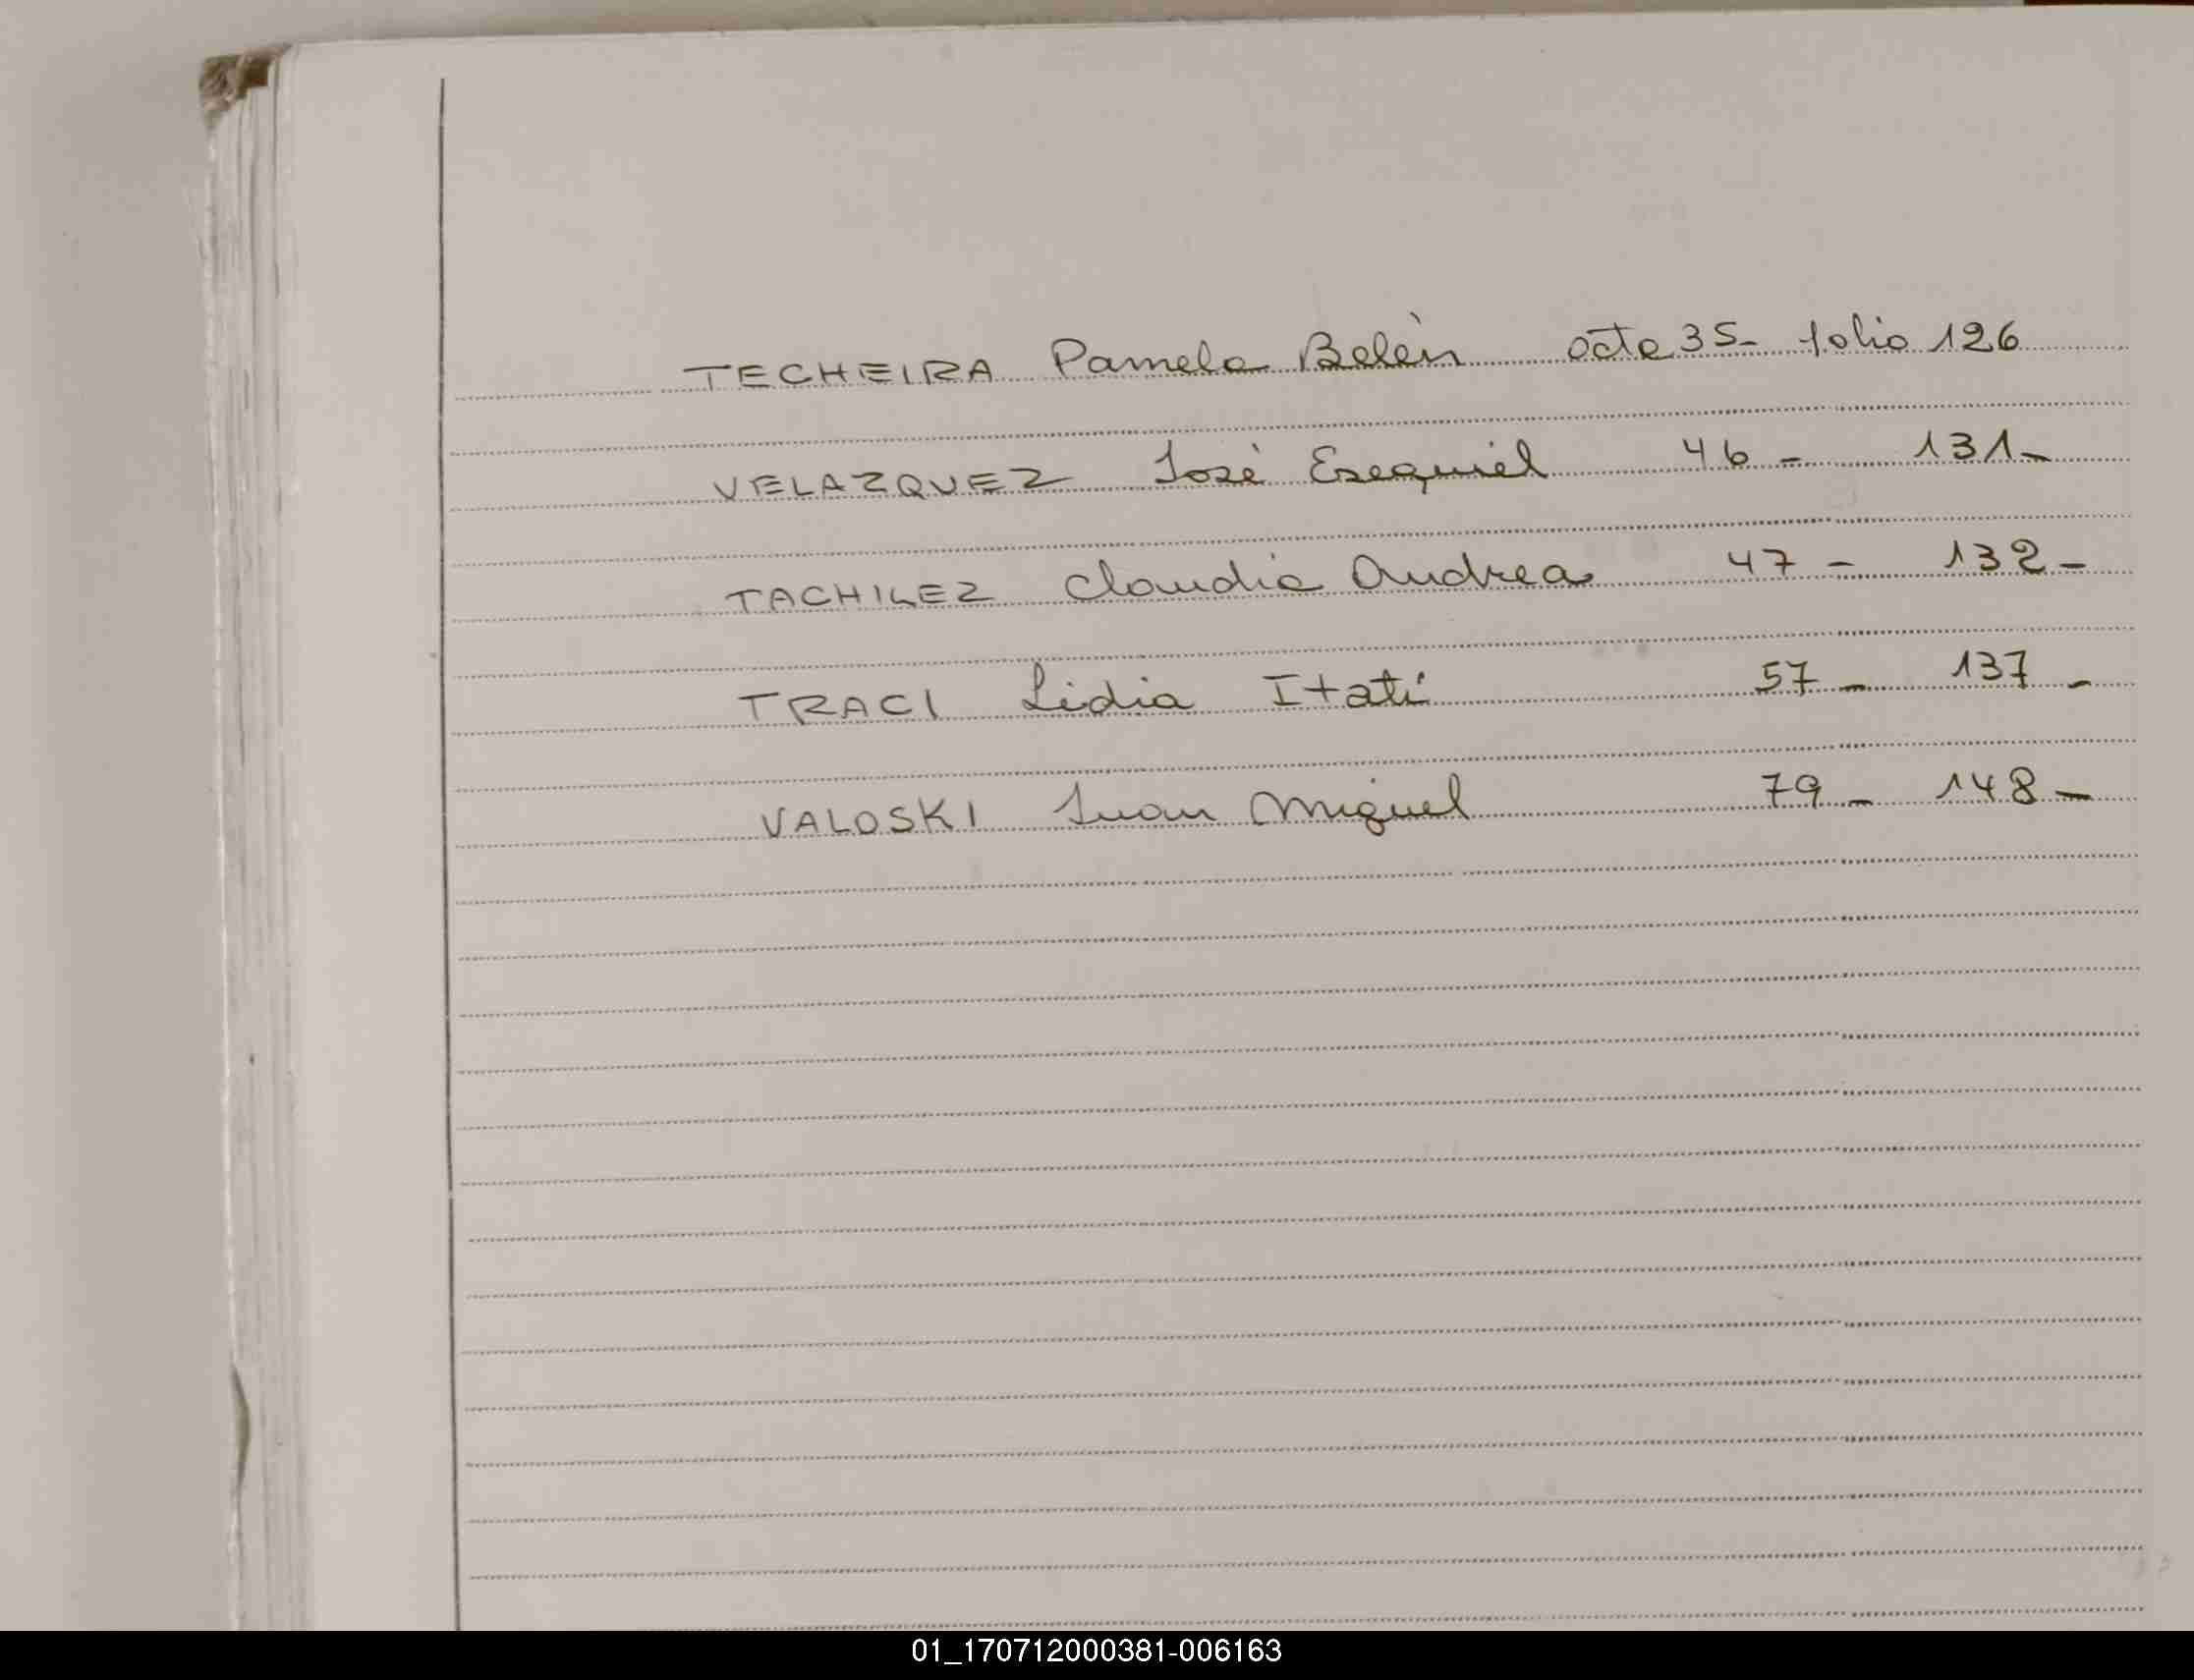 TECHEIRA Pamela Belén acta 35- folio 126
VELAZQUEZ José Ezequiel 46 - 131-
TACHILEZ Claudia Andrea 47 - 132-
TRACI Lidia Itatí 57 - 137 -
VALOSKI Juan Miguel 79 - 148 -
01_170712000381-006163